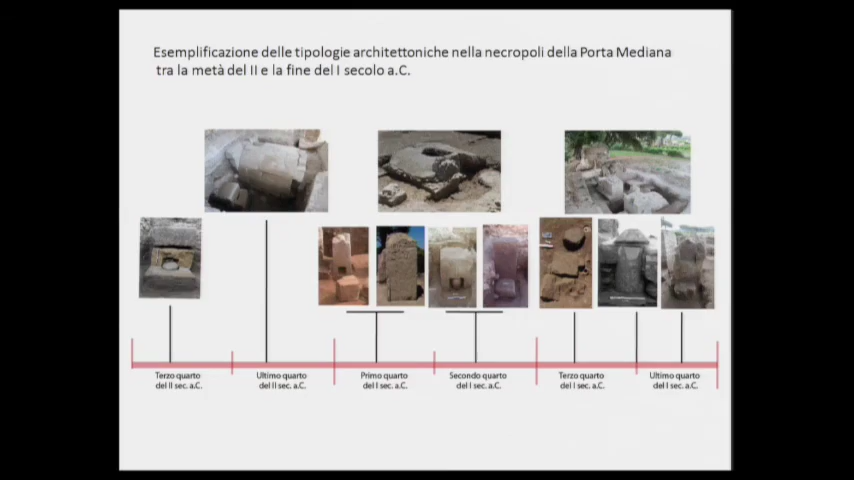 Esemplificazione delle tipologie architettoniche nella necropoli della Porta Mediana
tra la metà del II e la fine del I secolo a.C.
Terzo quarto
del II sec. a.C.
Ultimo quarto
del II sec. a.C.
Primo quarto
del I sec. a.C.
Secondo quarto
del I sec. a.C.
Terzo quarto
del I sec. a.C.
Ultimo quarto
del I sec. a.C.